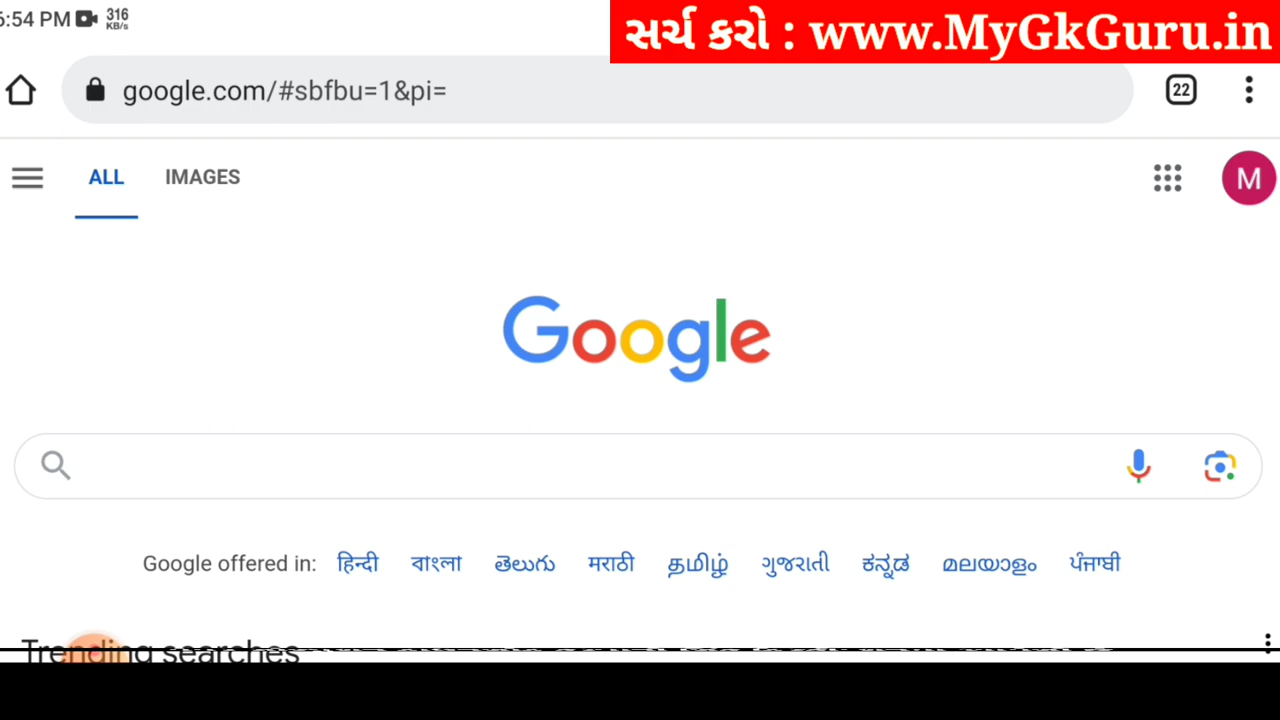 6:54 PM 316 KB/s
સર્ચ કરો : www.MyGkGuru.in
google.com/#sbfbu=1&pi=
22
ALL IMAGES
M
Google
Google offered in: हिन्दी বাংলা తెలుగు मराठी தமிழ் ગુજરાતી ಕನ್ನಡ മലയാളം ਪੰਜਾਬੀ
Trending searches